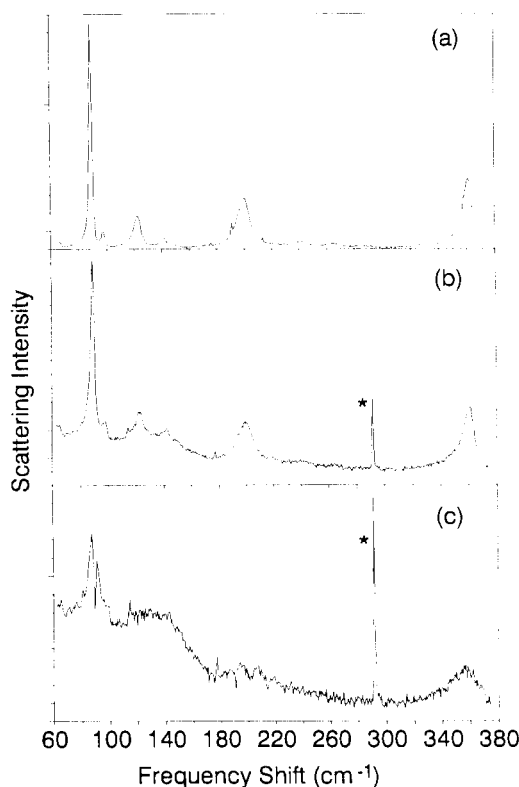 (a)
(b)
*
(c)
*
Scattering Intensity
60 100 140 180 220 260 300 340 380
Frequency Shift (cm-1)